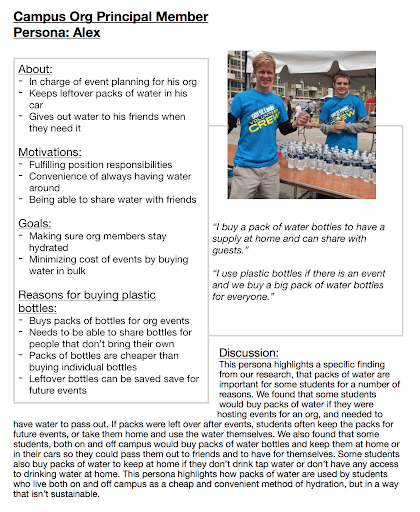 Campus Org Principal Member
Persona: Alex
About:
- In charge of event planning for his org
- Keeps leftover packs of water in his
car
- Gives out water to his friends when
they need it
Motivations:
- Fulfilling position responsibilities
- Convenience of always having water
around
- Being able to share water with friends
Goals:
- Making sure org members stay
hydrated
- Minimizing cost of events by buying
water in bulk
Reasons for buying plastic
bottles:
- Buys packs of bottles for org events
- Needs to be able to share bottles for
people that don't bring their own
- Packs of bottles are cheaper than
buying individual bottles
- Leftover bottles can be saved save for
future events
CREW
CREW
“I buy a pack of water bottles to have a
supply at home and can share with
guests.”
“I use plastic bottles if there is an event
and we buy a big pack of water bottles
for everyone.”
Discussion:
This persona highlights a specific finding
from our research, that packs of water are
important for some students for a number of
reasons. We found that some students
would buy packs of water if they were
hosting events for an org, and needed to
have water to pass out. If packs were left over after events, students often keep the packs for
future events, or take them home and use the water themselves. We also found that some
students, both on and off campus would buy packs of water bottles and keep them at home or
in their cars so they could pass them out to friends and to have for themselves. Some students
also buy packs of water to keep at home if they don't drink tap water or don't have any access
to drinking water at home. This persona highlights how packs of water are used by students
who live both on and off campus as a cheap and convenient method of hydration, but in a way
that isn't sustainable.